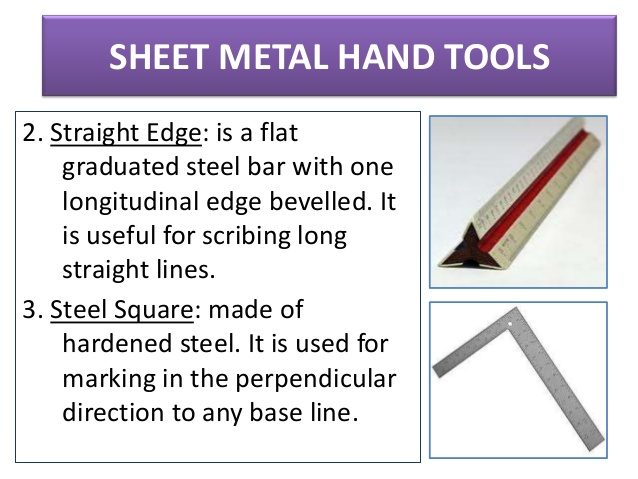 SHEET METAL HAND TOOLS
2. Straight Edge: is a flat
graduated steel bar with one
longitudinal edge bevelled. It
is useful for scribing long
straight lines.
3. Steel Square: made of
hardened steel. It is used for
marking in the perpendicular
direction to any base line.